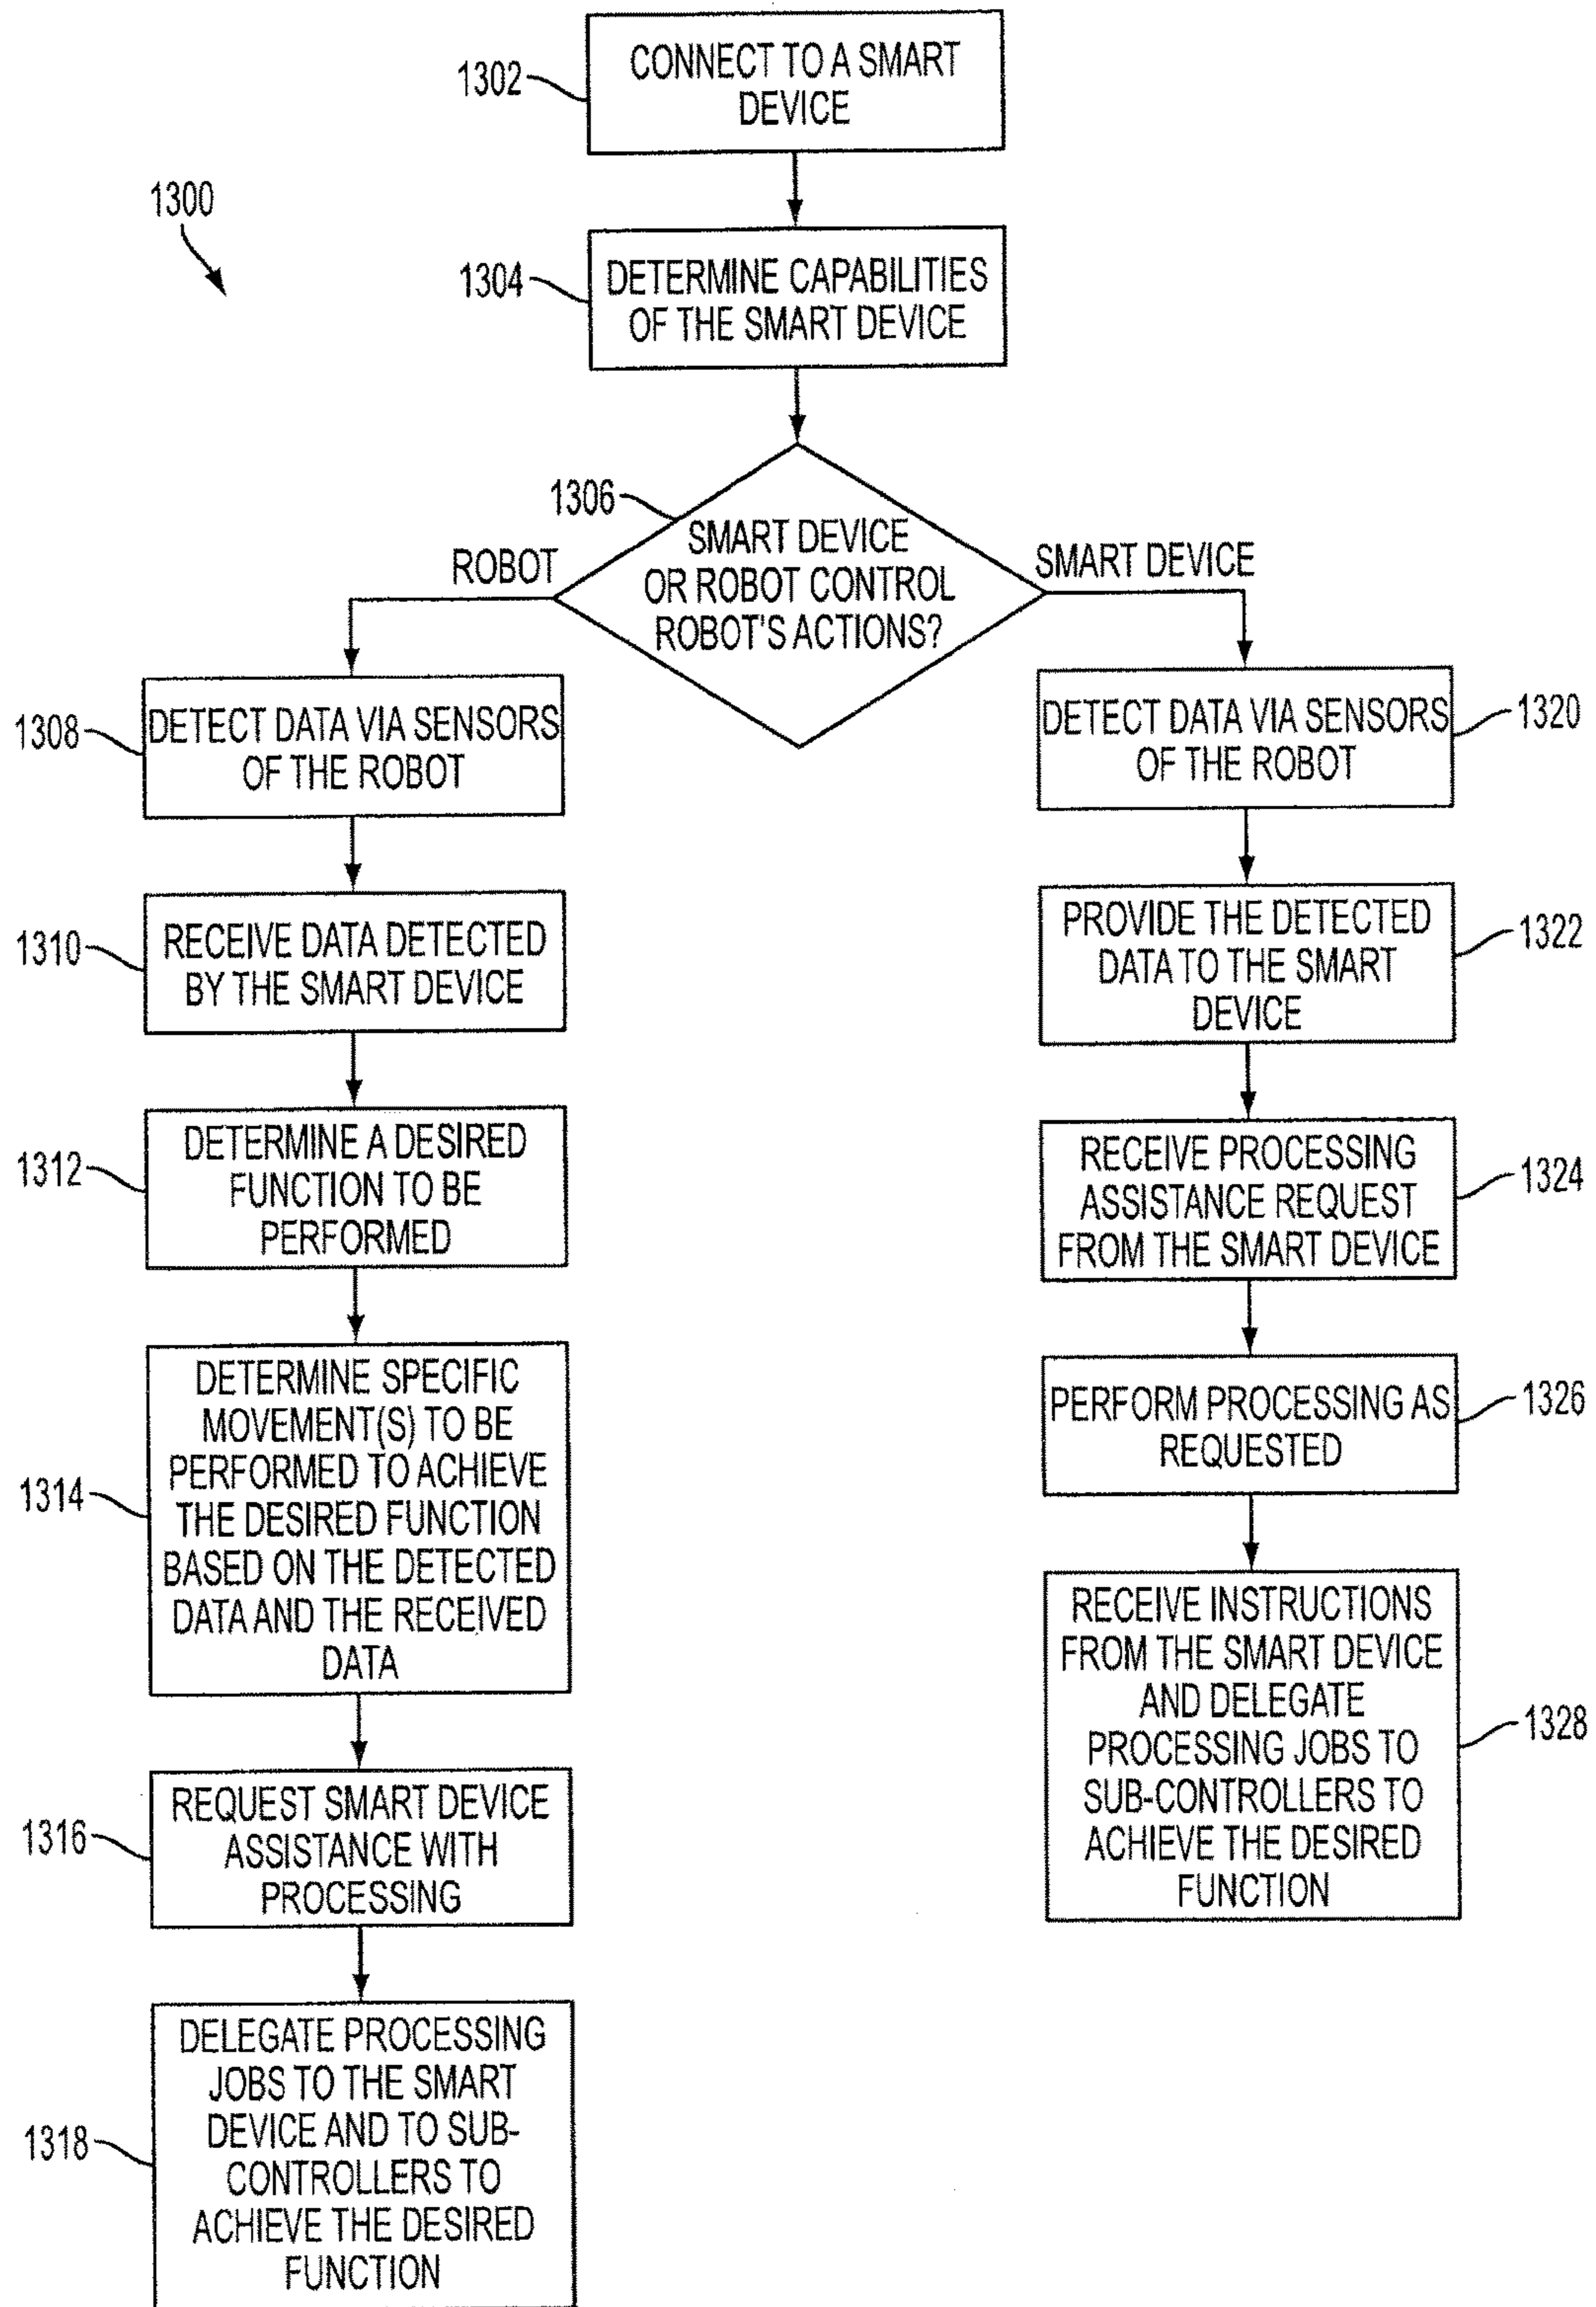 1300
1302
CONNECT TO A SMART
DEVICE
1304
DETERMINE CAPABILITIES
OF THE SMART DEVICE
1306
SMART DEVICE
OR ROBOT CONTROL
ROBOT'S ACTIONS?
ROBOT
SMART DEVICE
1308
DETECT DATA VIA SENSORS
OF THE ROBOT
1310
RECEIVE DATA DETECTED
BY THE SMART DEVICE
1312
DETERMINE A DESIRED
FUNCTION TO BE
PERFORMED
1314
DETERMINE SPECIFIC
MOVEMENT(S) TO BE
PERFORMED TO ACHIEVE
THE DESIRED FUNCTION
BASED ON THE DETECTED
DATA AND THE RECEIVED
DATA
1316
REQUEST SMART DEVICE
ASSISTANCE WITH
PROCESSING
1318
DELEGATE PROCESSING
JOBS TO THE SMART
DEVICE AND TO SUB-
CONTROLLERS TO
ACHIEVE THE DESIRED
FUNCTION
DETECT DATA VIA SENSORS
OF THE ROBOT
1320
PROVIDE THE DETECTED
DATA TO THE SMART
DEVICE
1322
RECEIVE PROCESSING
ASSISTANCE REQUEST
FROM THE SMART DEVICE
1324
PERFORM PROCESSING AS
REQUESTED
1326
RECEIVE INSTRUCTIONS
FROM THE SMART DEVICE
AND DELEGATE
PROCESSING JOBS TO
SUB-CONTROLLERS TO
ACHIEVE THE DESIRED
FUNCTION
1328